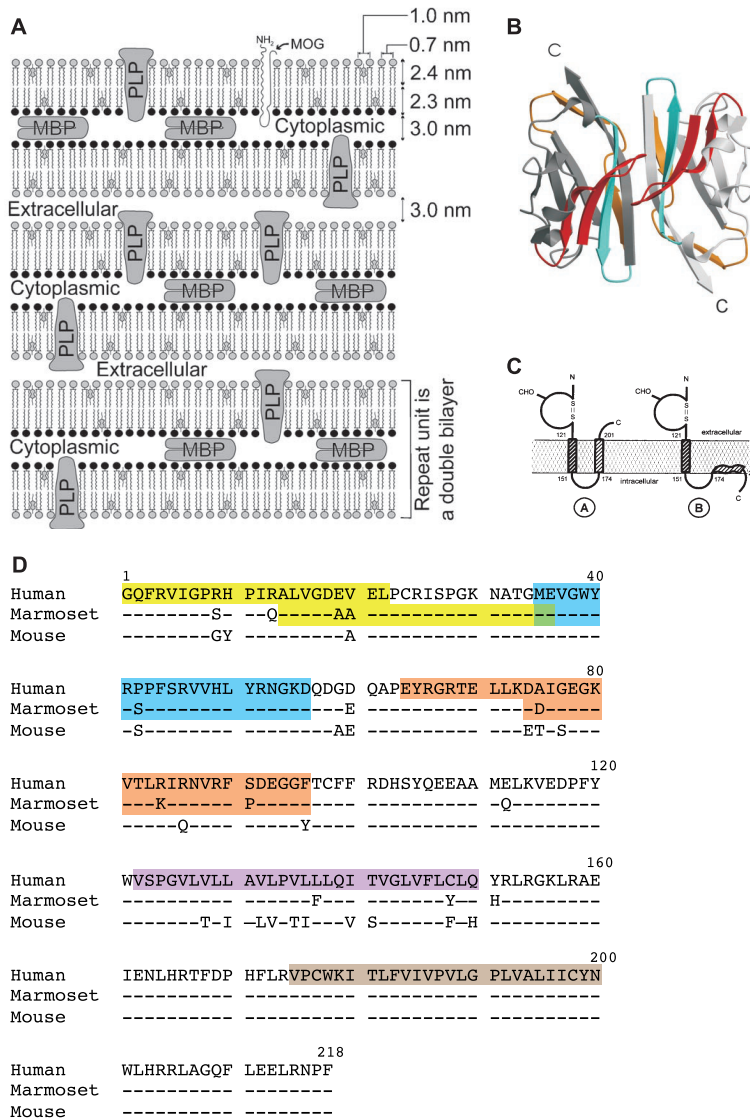 A
NH2
MOG
1.0 nm
0.7 nm
2.4 nm
2.3 nm
3.0 nm
3.0 nm
PLP
MBP
MBP
Cytoplasmic
PLP
Extracellular
PLP
PLP
Cytoplasmic
MBP
MBP
PLP
Extracellular
PLP
Cytoplasmic
MBP
MBP
PLP
Repeat unit is
a double bilayer
B
C
C
C
N
CHO
S
S
C
121
201
151
174
A
N
CHO
S
S
121
151
174
C
B
extracellular
intracellular
D
1 40
Human GQFRVIGPRH PIRALVGDEV ELPCRISPGK NATGMEVGWY
Marmoset --------S- --Q-----AA ---------- ----------
Mouse --------GY ---------A ---------- ----------
80
Human RPPFSRVVHL YRNGKDQDGD QAPEYRGRTE LLKDAIGEGK
Marmoset -S-------- ---------E ---------- ----D-----
Mouse -S-------- --------AE ---------- ---ET-S---
120
Human VTLRIRNVRF SDEGGFTCFF RDHSYQEEAA MELKVEDPFY
Marmoset ---K------ P--------- ---------- -Q--------
Mouse -----Q---- -----Y---- ---------- ----------
160
Human WVSPGVLVLL AVLPVLLLQI TVGLVFLCLQ YRLRGKLRAE
Marmoset ---------- ------F--- -------Y-- H---------
Mouse -------T-I -LV-TI---V S------F-H ----------
200
Human IENLHRTFDP HFLRVPCWKI TLFVIVPVLG PLVALIICYN
Marmoset ---------- ---------- ---------- ----------
Mouse ---------- ---------- ---------- ----------
218
Human WLHRRLAGQF LEELRNPF
Marmoset ---------- --------
Mouse ---------- --------